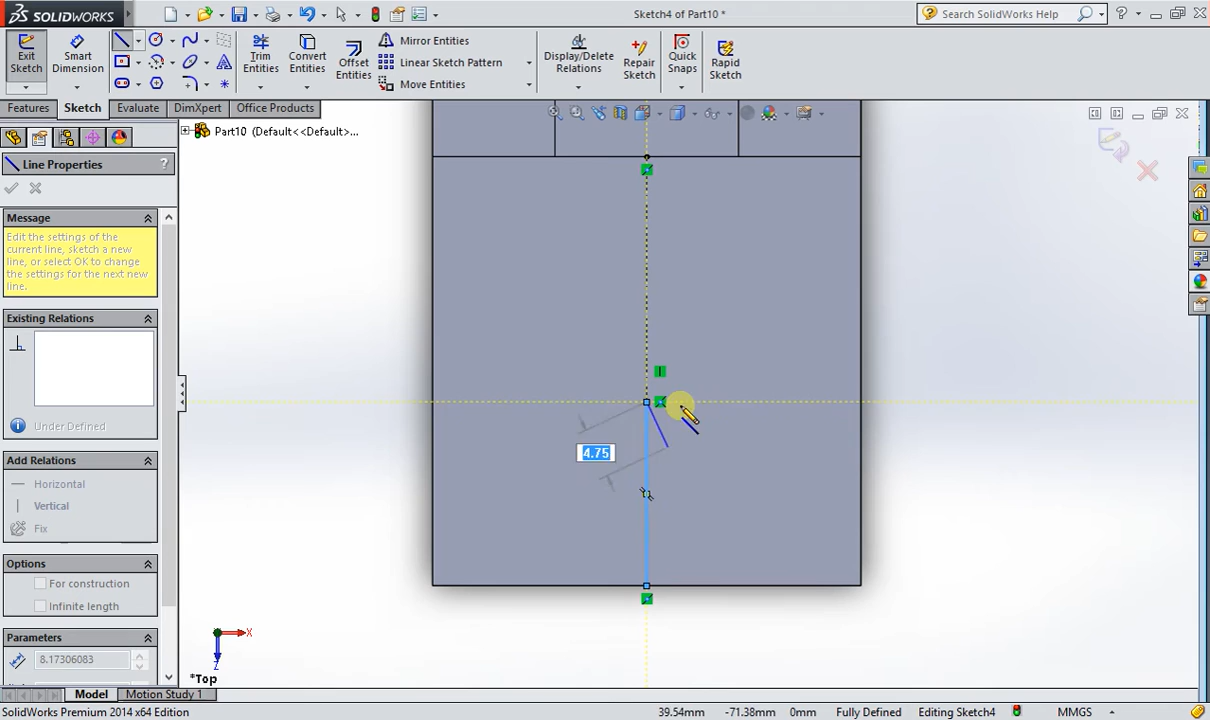 SOLIDWORKS
Sketch4 of Part10 *
Search SolidWorks Help
Exit Sketch
Smart Dimension
Trim Entities
Convert Entities
Offset Entities
Mirror Entities
Linear Sketch Pattern
Move Entities
Display/Delete Relations
Repair Sketch
Quick Snaps
Rapid Sketch
Features
Sketch
Evaluate
DimXpert
Office Products
Part10 (Default<<Default>...
Line Properties
?
Message
Edit the settings of the
current line, sketch a new
line, or select OK to change
the settings for the next new
line.
Existing Relations
Under Defined
Add Relations
Horizontal
Vertical
Fix
Options
For construction
Infinite length
Parameters
8.17306083
4.75
X
Z
*Top
Model
Motion Study 1
SolidWorks Premium 2014 x64 Edition
39.54mm
-71.38mm
0mm
Fully Defined
Editing Sketch4
MMGS